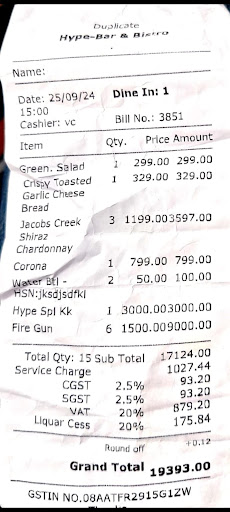 Duplicate
Hype-Bar & Bistro
Name:
Date: 25/09/24 Dine In: 1
15:00
Cashier: vc Bill No.: 3851
Item Qty. Price Amount
Green. Salad 1 299.00 299.00
Crispy Toasted 1 329.00 329.00
Garlic Cheese
Bread
Jacobs Creek 3 1199.003597.00
Shiraz
Chardonnay
Corona 1 799.00 799.00
Water Btl - 2 50.00 100.00
HSN:jksdjsdfkl
Hype Spl Kk 1 3000.003000.00
Fire Gun 6 1500.009000.00
Total Qty: 15 Sub Total 17124.00
Service Charge 1027.44
CGST 2.5% 93.20
SGST 2.5% 93.20
VAT 20% 879.20
Liquar Cess 20% 175.84
Round off +0.12
Grand Total 19393.00
GSTIN NO.08AATFR2915G1ZW